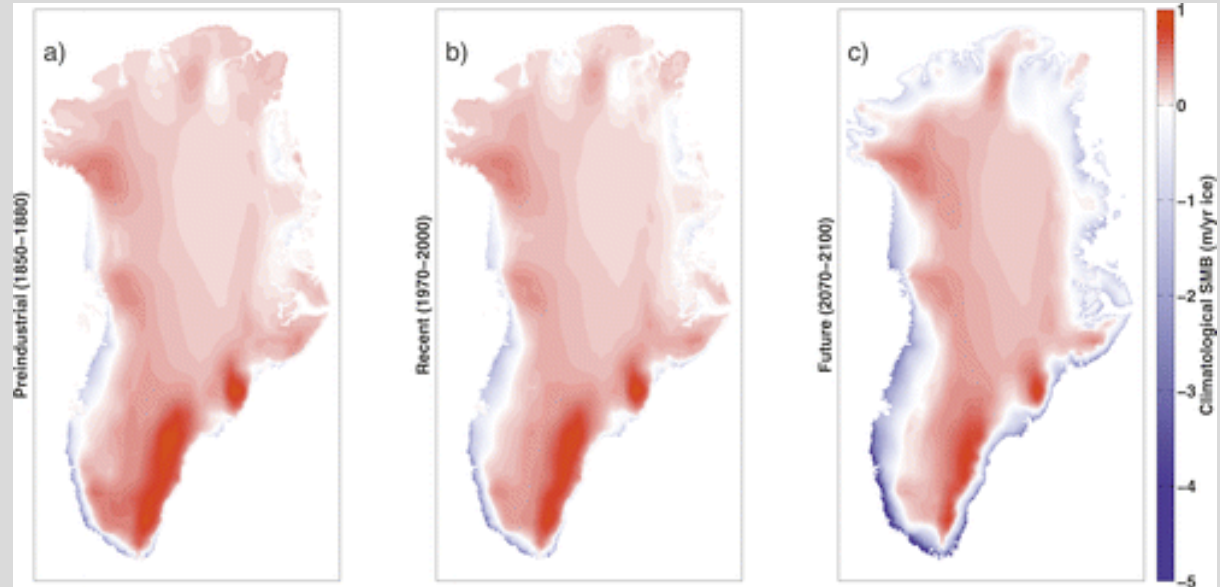 a)
Preindustrial (1850–1880)
b)
Recent (1970–2000)
c)
Future (2070–2100)
1
0
−1
−2
−3
−4
−5
Climatological SMB (m/yr ice)